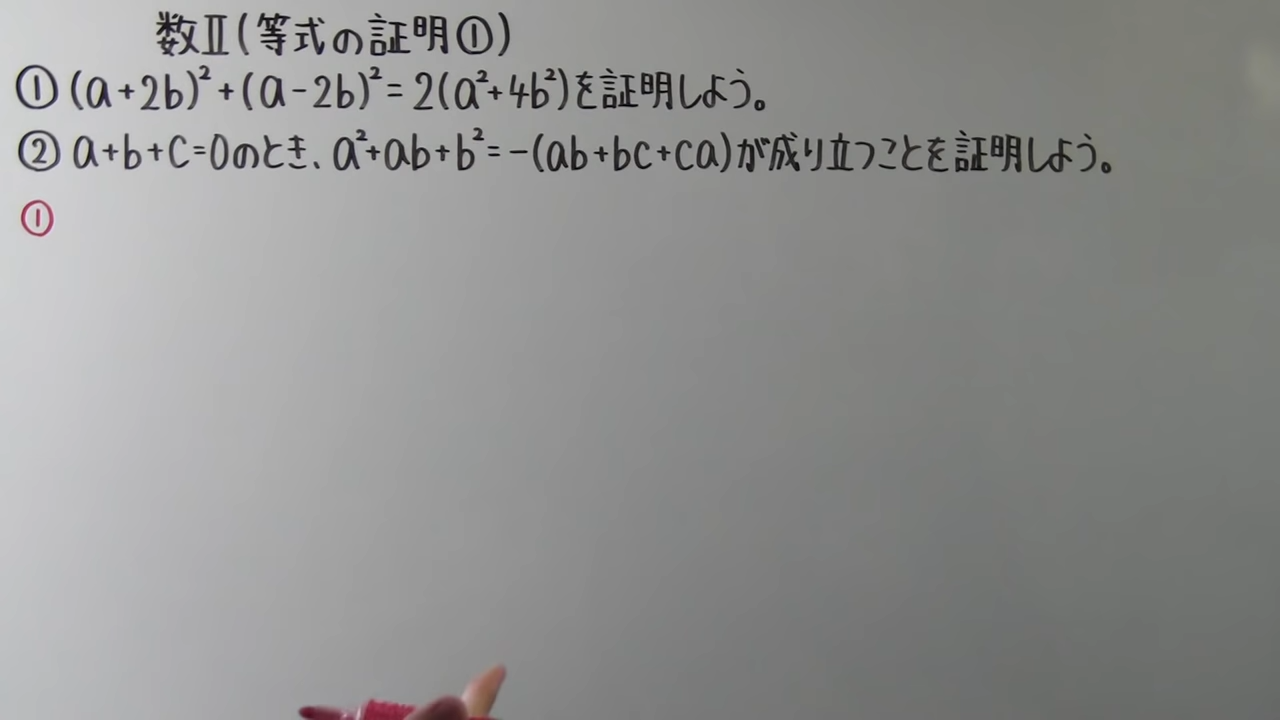 数Ⅱ(等式の証明①)
① (a+2b)²+(a-2b)²=2(a²+4b²)を証明しよう。
② a+b+c=0のとき、a²+ab+b²=-(ab+bc+ca)が成り立つことを証明しよう。
①